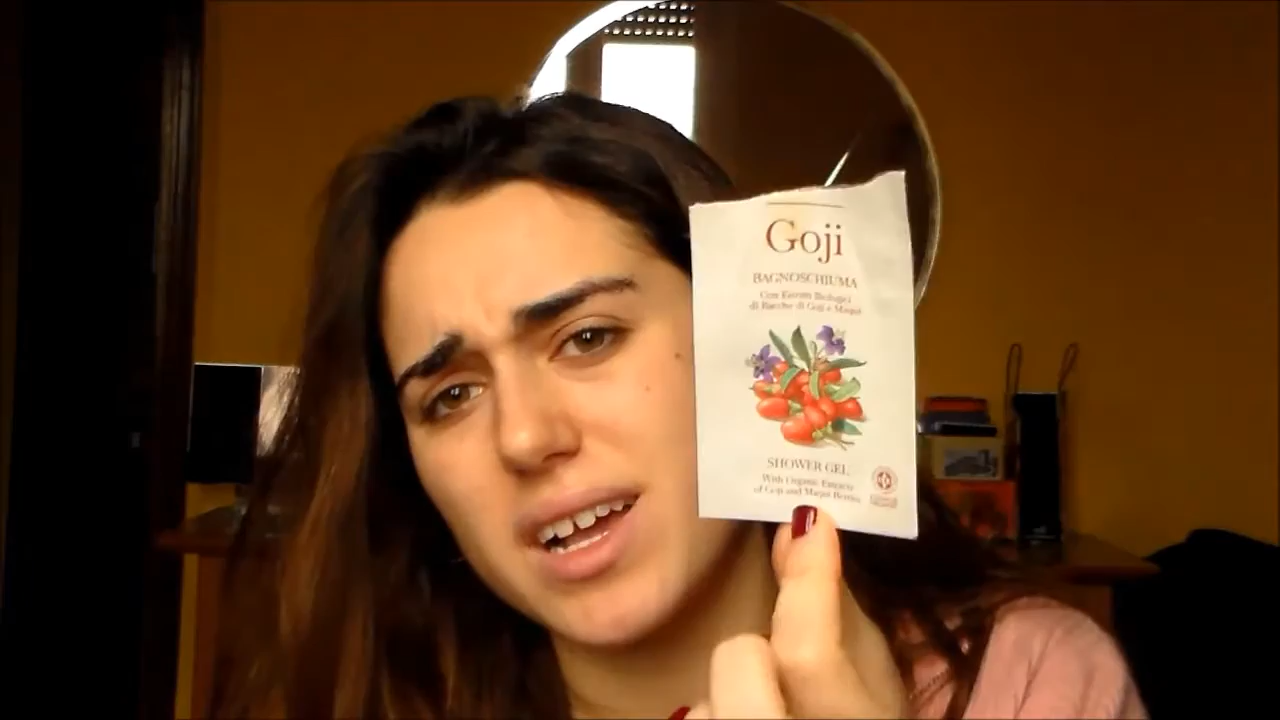 Goji
BAGNOSCHIUMA
Con Estratti Biologici
di Bacche di Goji e Maqui
SHOWER GEL
With Organic Extracts
of Goji and Maqui Berries